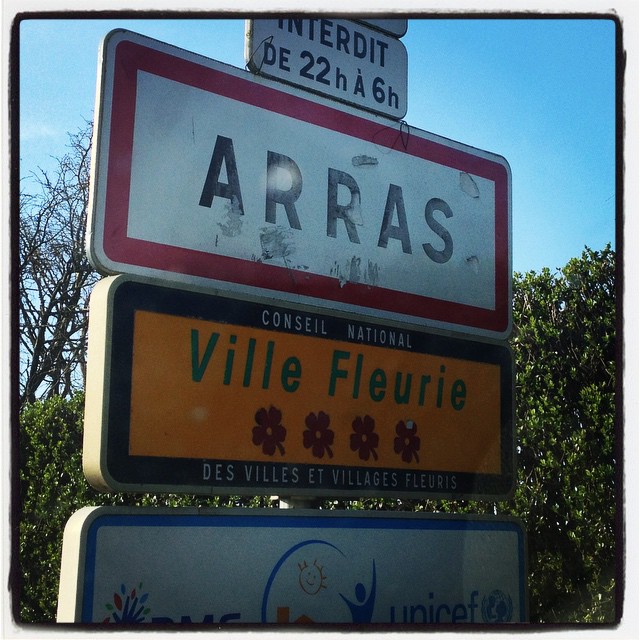 INTERDIT
DE 22h À 6h
ARRAS
CONSEIL NATIONAL
Ville Fleurie
DES VILLES ET VILLAGES FLEURIS
unicef